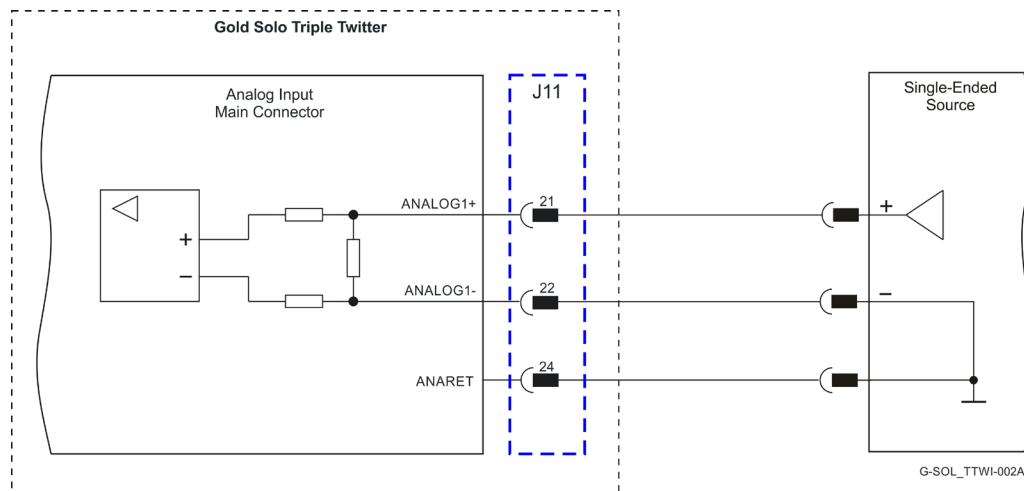 Gold Solo Triple Twitter
Analog Input
Main Connector
J11
Single-Ended
Source
ANALOG1+
21
+
+
−
ANALOG1-
22
−
ANARET
24
G-SOL_TTWI-002A